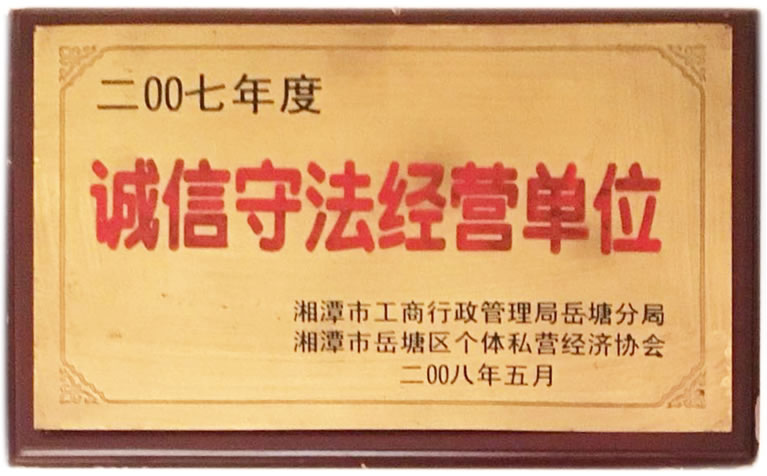 二00七年度
诚信守法经营单位
湘潭市工商行政管理局岳塘分局
湘潭市岳塘区个体私营经济协会
二00八年五月